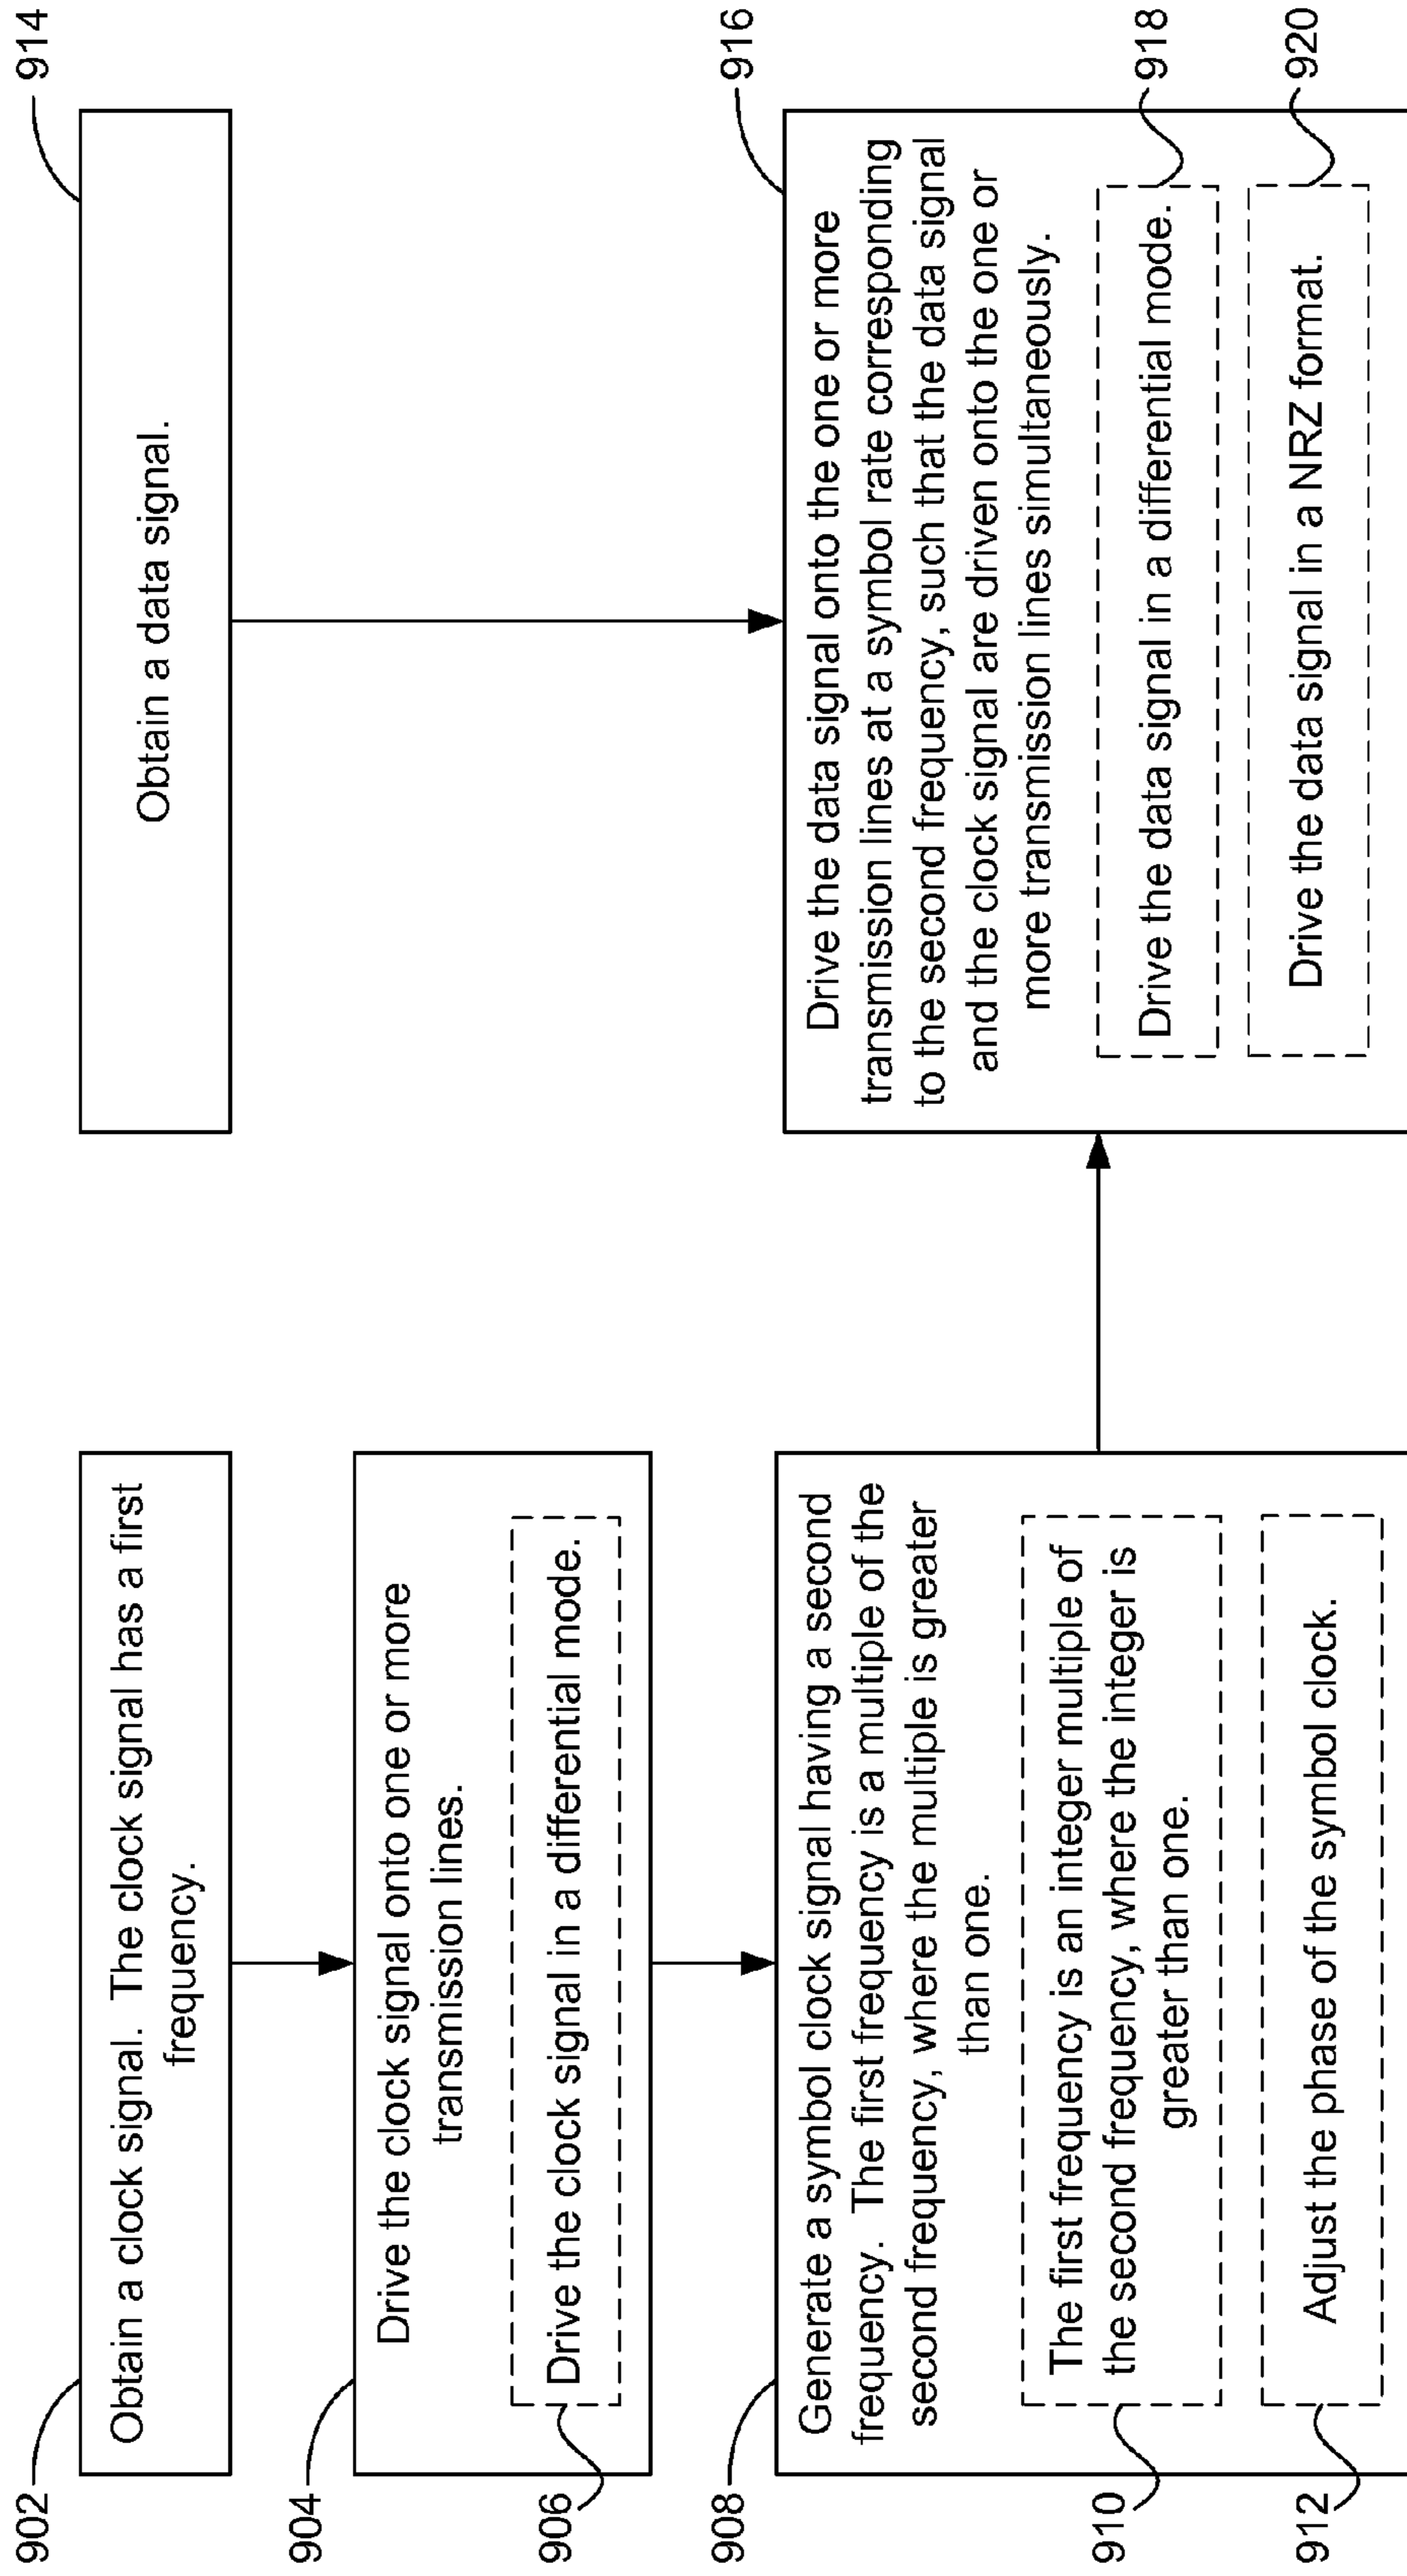 902
Obtain a clock signal. The clock signal has a first
frequency.
904
Drive the clock signal onto one or more
transmission lines.
906
Drive the clock signal in a differential mode.
908
Generate a symbol clock signal having a second
frequency. The first frequency is a multiple of the
second frequency, where the multiple is greater
than one.
910
The first frequency is an integer multiple of
the second frequency, where the integer is
greater than one.
912
Adjust the phase of the symbol clock.
914
Obtain a data signal.
916
Drive the data signal onto the one or more
transmission lines at a symbol rate corresponding
to the second frequency, such that the data signal
and the clock signal are driven onto the one or
more transmission lines simultaneously.
918
Drive the data signal in a differential mode.
920
Drive the data signal in a NRZ format.